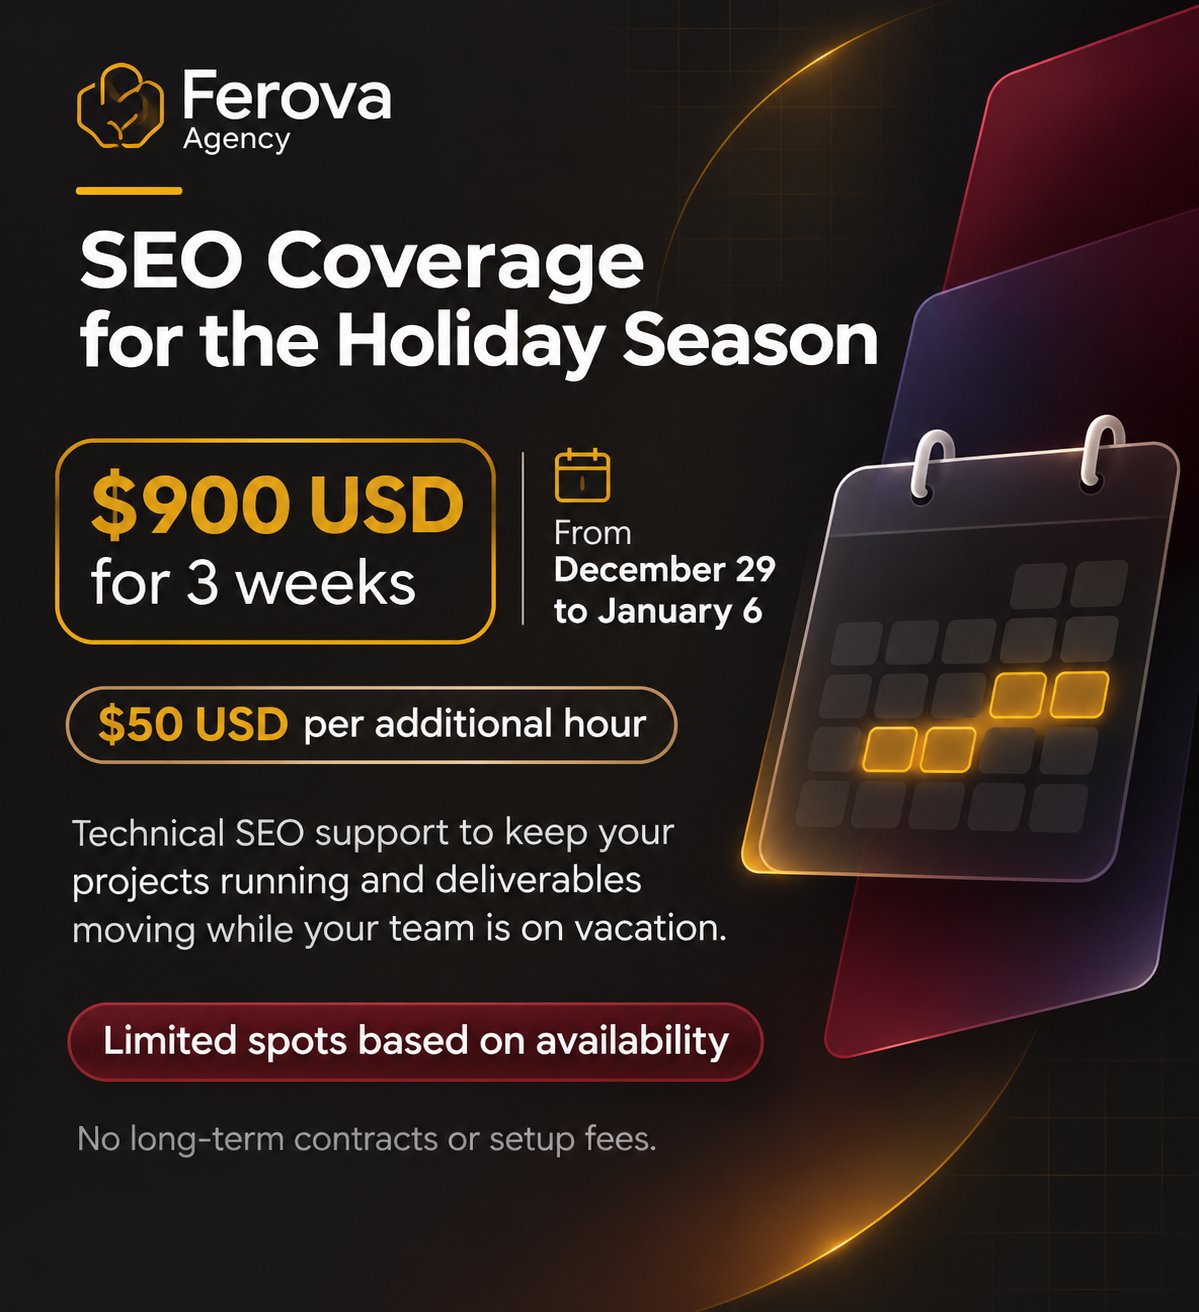 Ferova
Agency
SEO Coverage
for the Holiday Season
$900 USD
for 3 weeks
From
December 29
to January 6
$50 USD per additional hour
Technical SEO support to keep your
projects running and deliverables
moving while your team is on vacation.
Limited spots based on availability
No long-term contracts or setup fees.